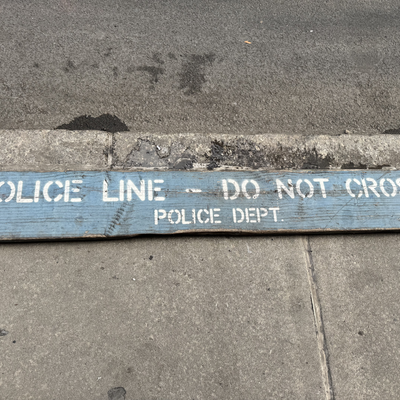 OLICE LINE - DO NOT CROS
POLICE DEPT.